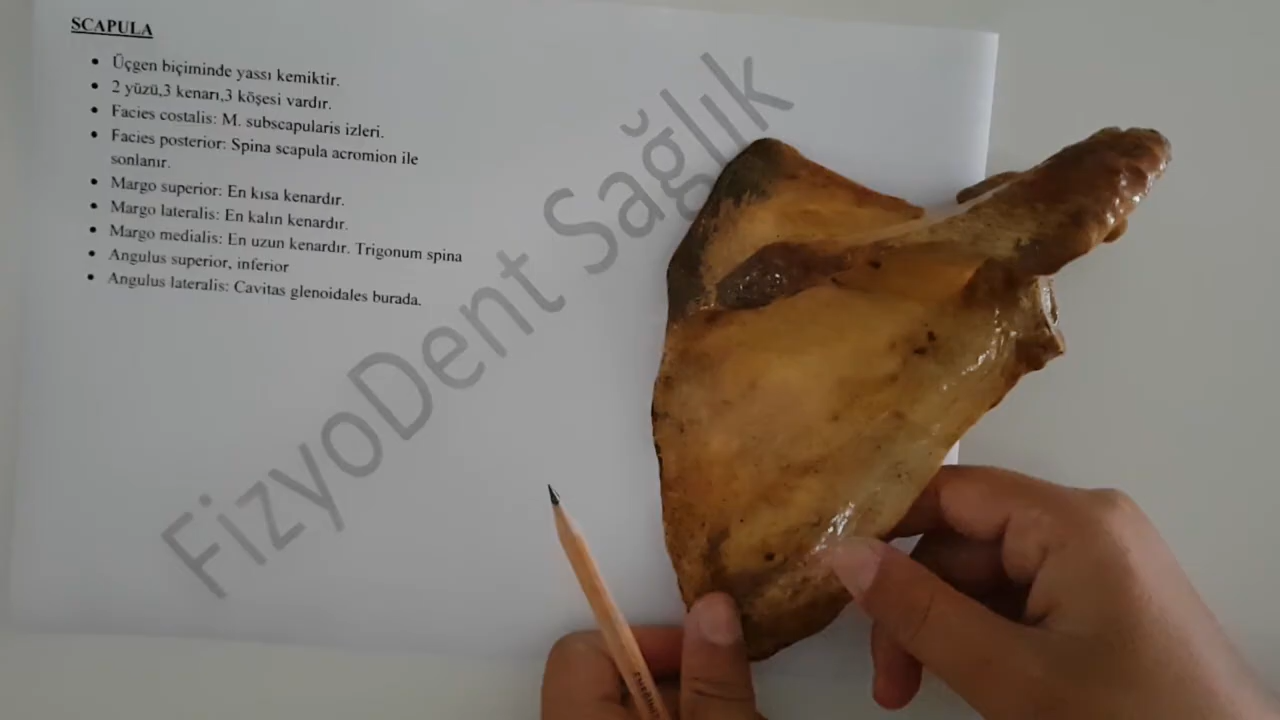 SCAPULA
• Üçgen biçiminde yassı kemiktir.
• 2 yüzü,3 kenarı,3 köşesi vardır.
• Facies costalis: M. subscapularis izleri.
• Facies posterior: Spina scapula acromion ile
sonlanır.
• Margo superior: En kısa kenardır.
• Margo lateralis: En kalın kenardır.
• Margo medialis: En uzun kenardır. Trigonum spina
• Angulus superior, inferior
• Angulus lateralis: Cavitas glenoidales burada.
FizyoDent Sağlık